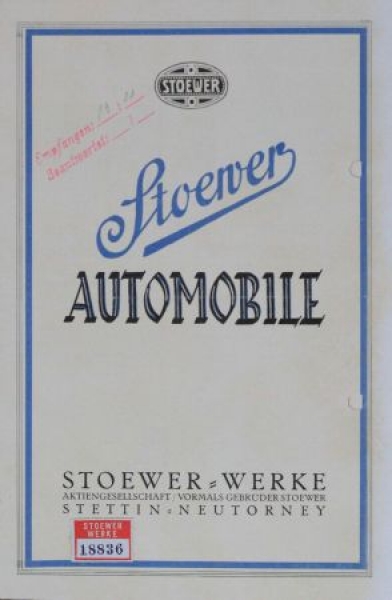 STOEWER
Empfangen:
Beantwortet:
Stoewer
AUTOMOBILE
STOEWER=WERKE
AKTIENGESELLSCHAFT / VORMALS GEBRÜDER STOEWER
STETTIN=NEUTORNEY
STOEWER
WERKE
18836